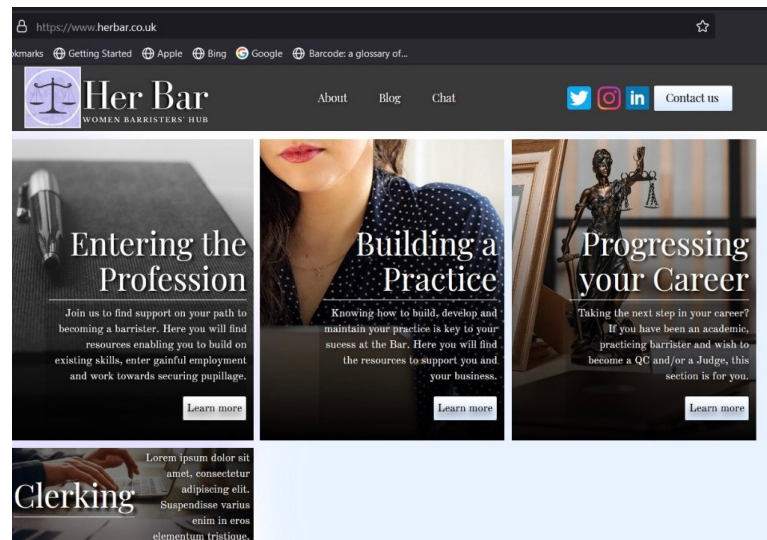 https://www.herbar.co.uk
okmarks Getting Started Apple Bing Google Barcode: a glossary of...
Her Bar
WOMEN BARRISTERS' HUB
About Blog Chat
Contact us
Entering the
Profession
Join us to find support on your path to
becoming a barrister. Here you will find
resources enabling you to build on
existing skills, enter gainful employment
and work towards securing pupillage.
Learn more
Building a
Practice
Knowing how to build, develop and
maintain your practice is key to your
sucess at the Bar. Here you will find
the resources to support you and
your business.
Learn more
Progressing
your Career
Taking the next step in your career?
If you have been an academic,
practicing barrister and wish to
become a QC and/or a Judge, this
section is for you.
Learn more
Clerking
Lorem ipsum dolor sit
amet, consectetur
adipiscing elit.
Suspendisse varius
enim in eros
elementum tristique.